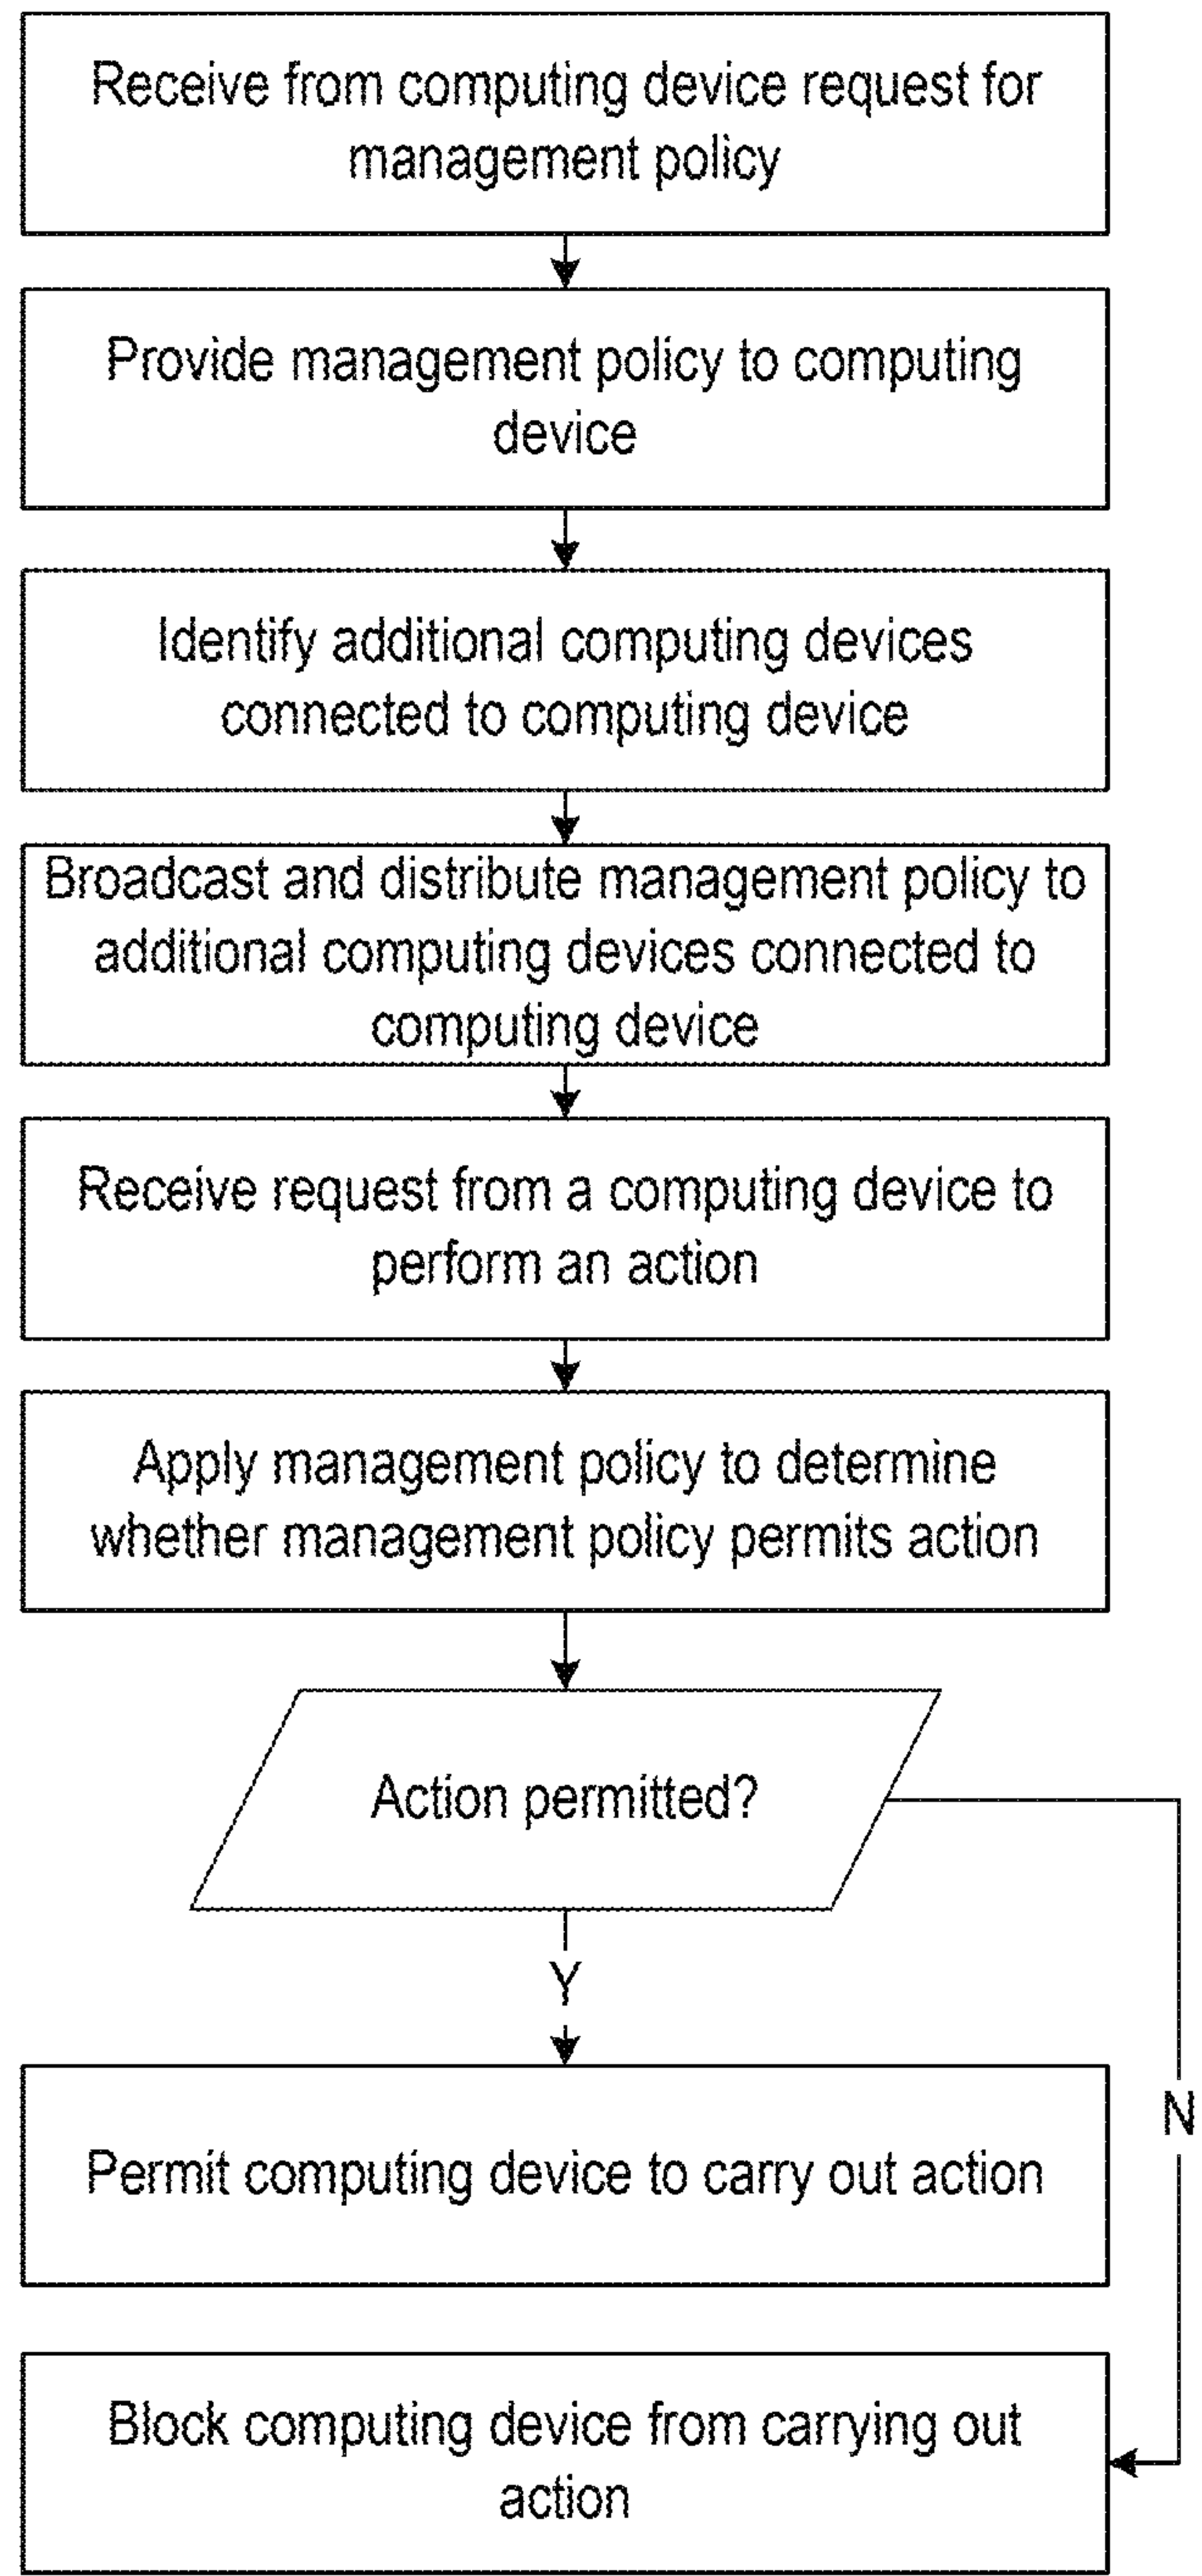 Receive from computing device request for
management policy
Provide management policy to computing
device
Identify additional computing devices
connected to computing device
Broadcast and distribute management policy to
additional computing devices connected to
computing device
Receive request from a computing device to
perform an action
Apply management policy to determine
whether management policy permits action
Action permitted?
Y
N
Permit computing device to carry out action
Block computing device from carrying out
action